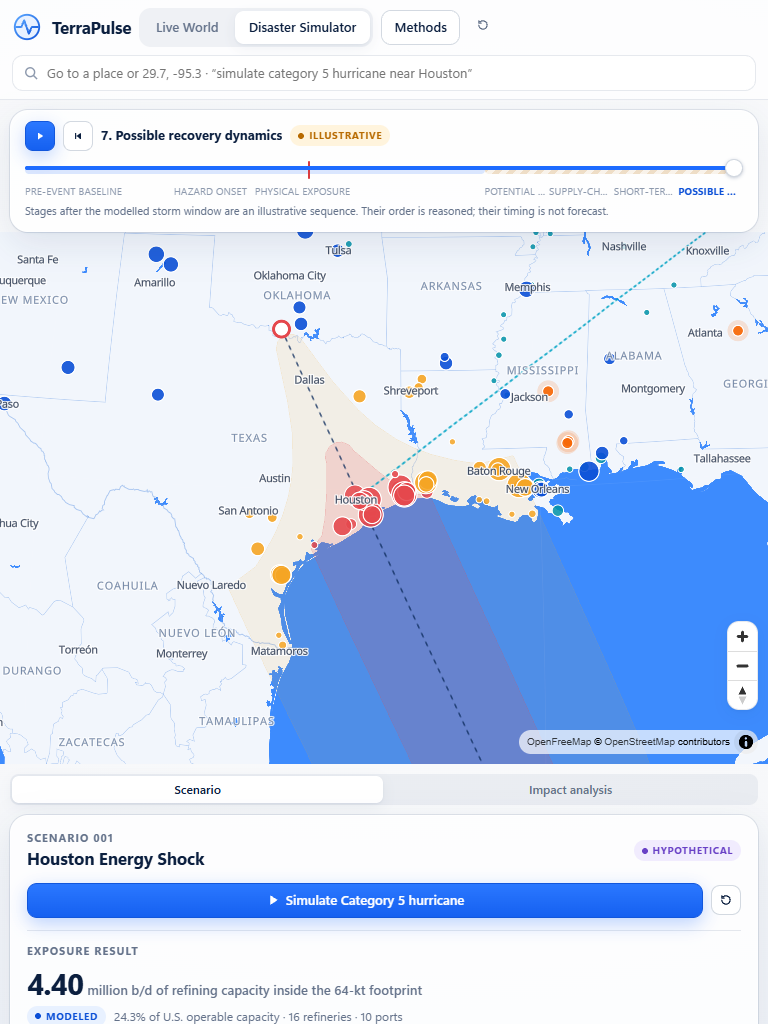 TerraPulse
Live World
Disaster Simulator
Methods
Go to a place or 29.7, -95.3 · “simulate category 5 hurricane near Houston”
7. Possible recovery dynamics
ILLUSTRATIVE
PRE-EVENT BASELINE
HAZARD ONSET
PHYSICAL EXPOSURE
POTENTIAL ...
SUPPLY-CH...
SHORT-TER...
POSSIBLE ...
Stages after the modelled storm window are an illustrative sequence. Their order is reasoned; their timing is not forecast.
Santa Fe
Tulsa
Nashville
Knoxville
uquerque
Amarillo
Oklahoma City
OKLAHOMA
ARKANSAS
Memphis
EW MEXICO
Atlanta
ALABAMA
MISSISSIPPI
Dallas
Shreveport
Jackson
Montgomery
GEORGI
Paso
TEXAS
Tallahassee
Austin
Baton Rouge
New Orleans
Houston
San Antonio
hua City
COAHUILA
Nuevo Laredo
NUEVO LEÓN
Torreón
Monterrey
Matamoros
DURANGO
TAMAULIPAS
ZACATECAS
OpenFreeMap © OpenStreetMap contributors
Scenario
Impact analysis
SCENARIO 001
Houston Energy Shock
HYPOTHETICAL
Simulate Category 5 hurricane
EXPOSURE RESULT
4.40 million b/d of refining capacity inside the 64-kt footprint
MODELED
24.3% of U.S. operable capacity · 16 refineries · 10 ports